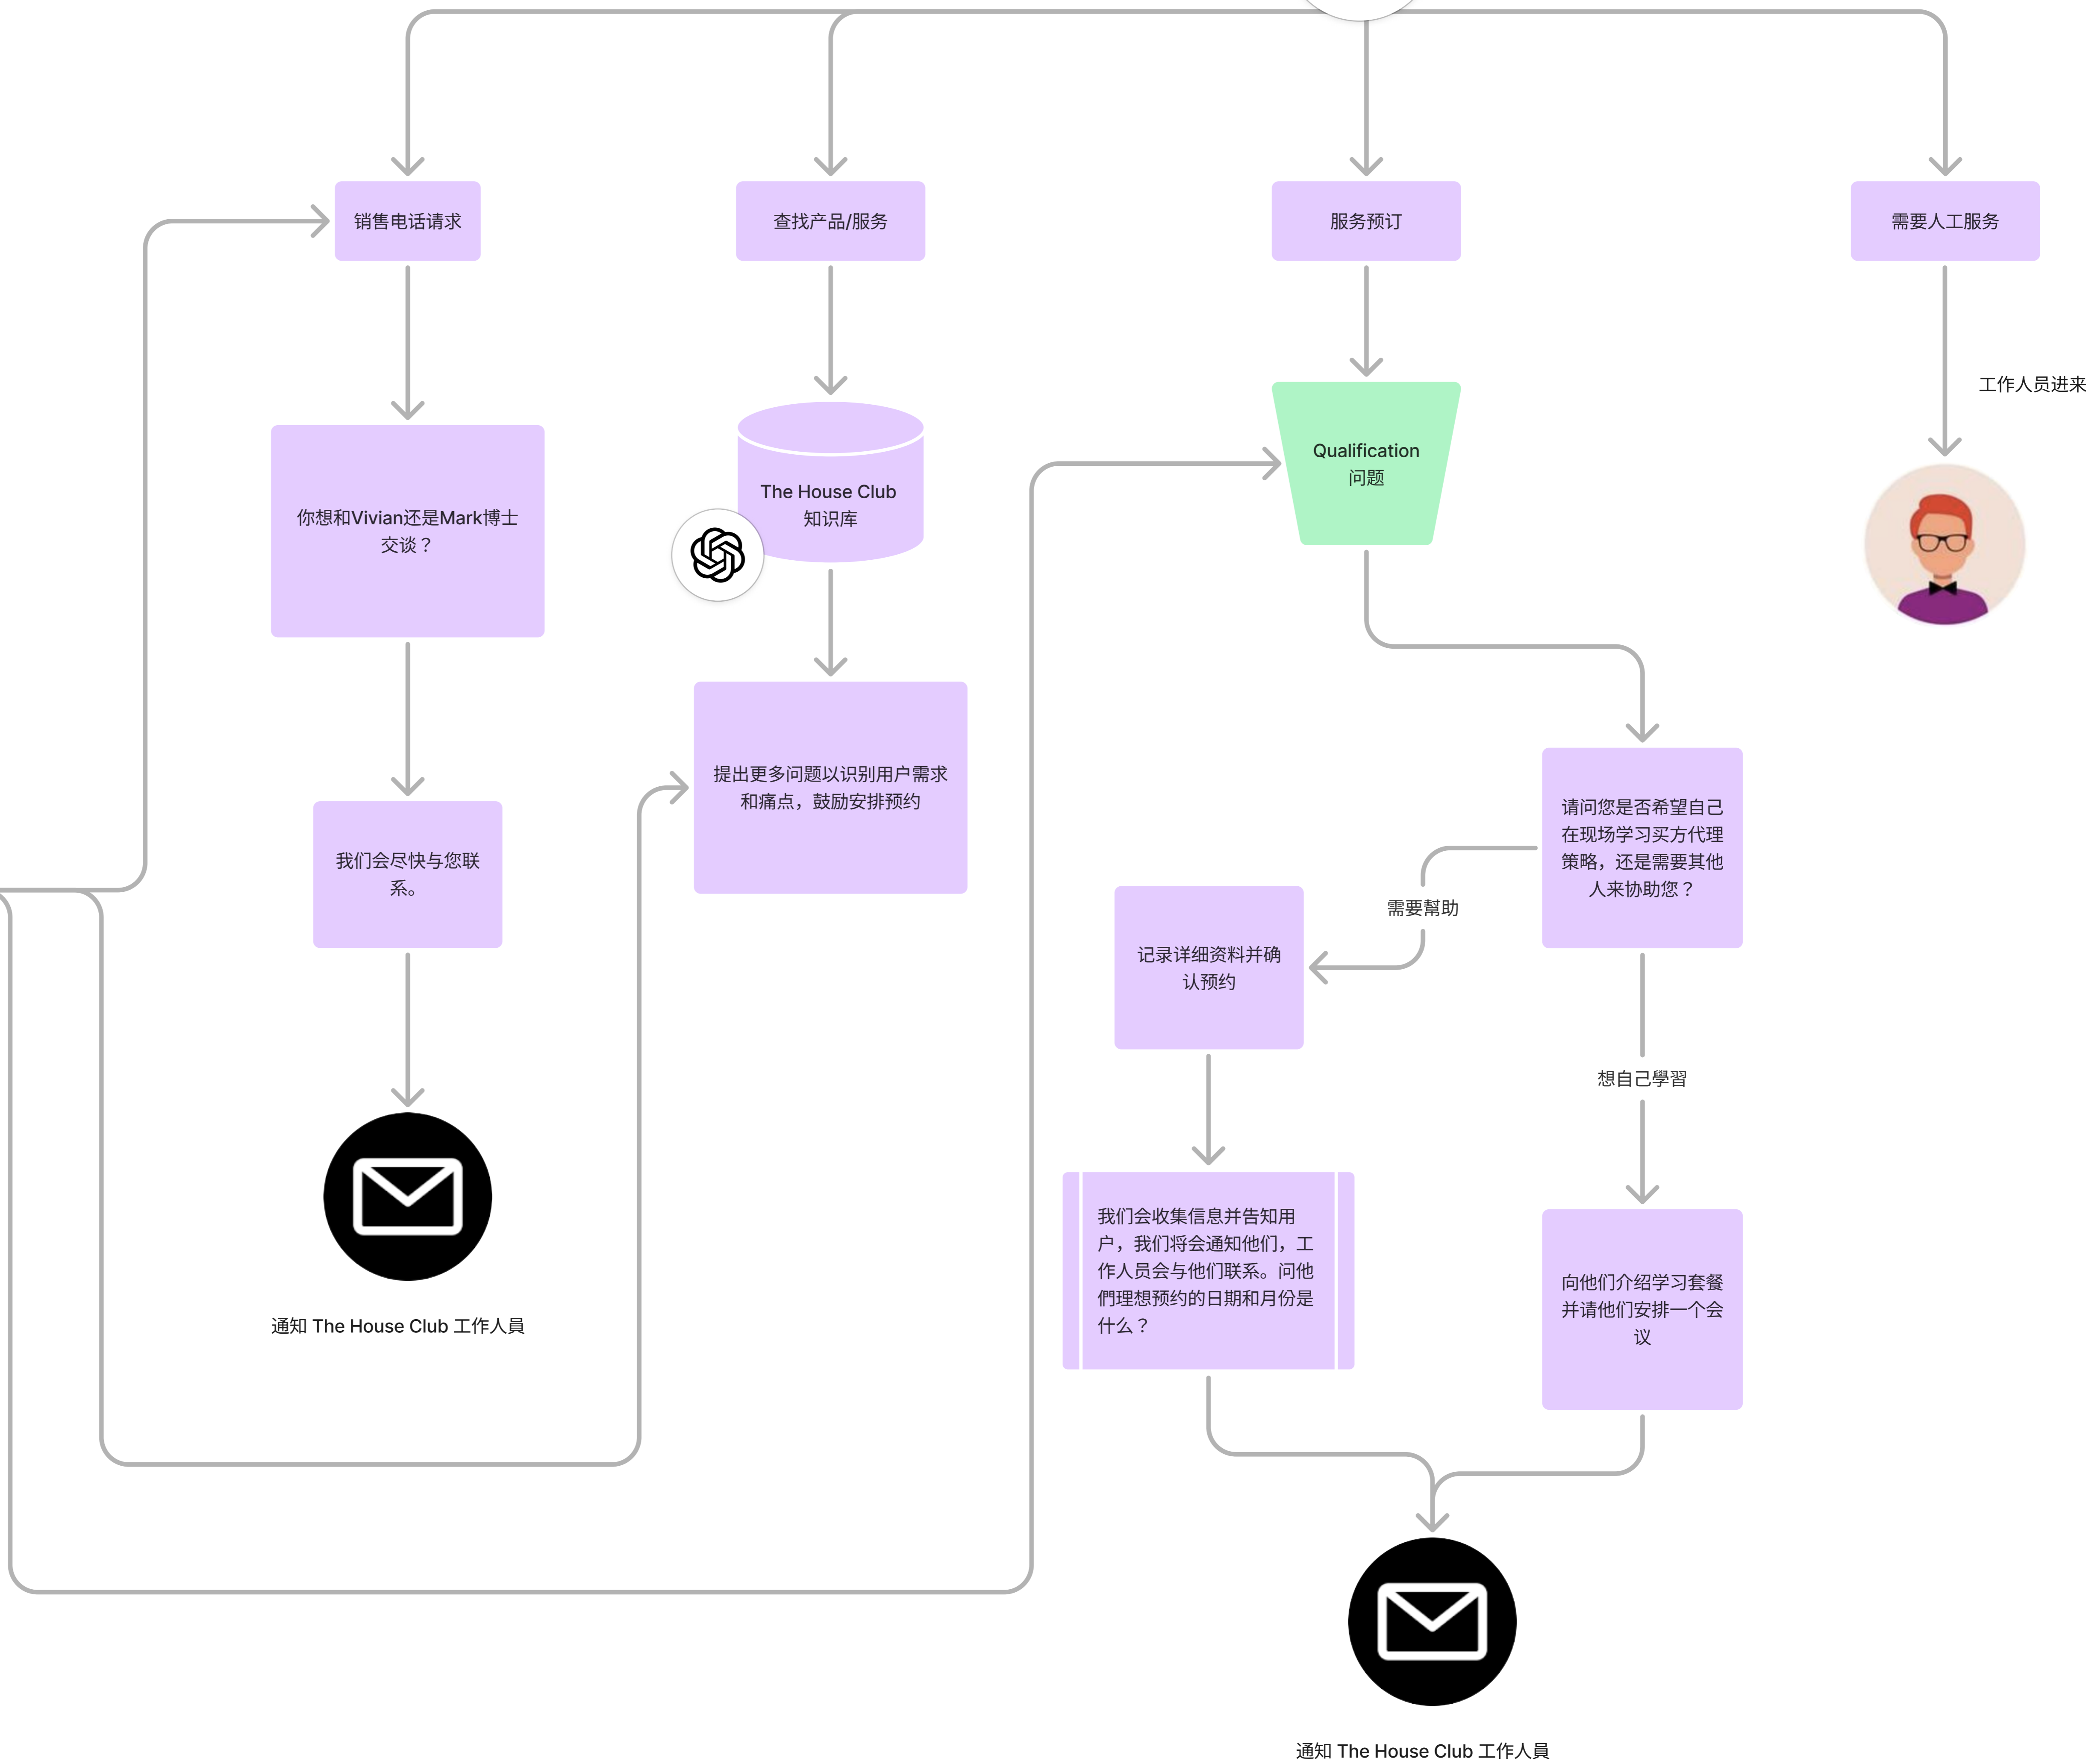 销售电话请求
查找产品/服务
服务预订
需要人工服务
工作人员进来
Qualification
问题
The House Club
知识库
你想和Vivian还是Mark博士
交谈？
提出更多问题以识别用户需求
和痛点，鼓励安排预约
请问您是否希望自己
在现场学习买方代理
策略，还是需要其他
人来协助您？
我们会尽快与您联
系。
需要幫助
记录详细资料并确
认预约
想自己學習
我们会收集信息并告知用
户，我们将会通知他们，工
作人员会与他们联系。问他
們理想预约的日期和月份是
什么？
向他们介绍学习套餐
并请他们安排一个会
议
通知 The House Club 工作人員
通知 The House Club 工作人員